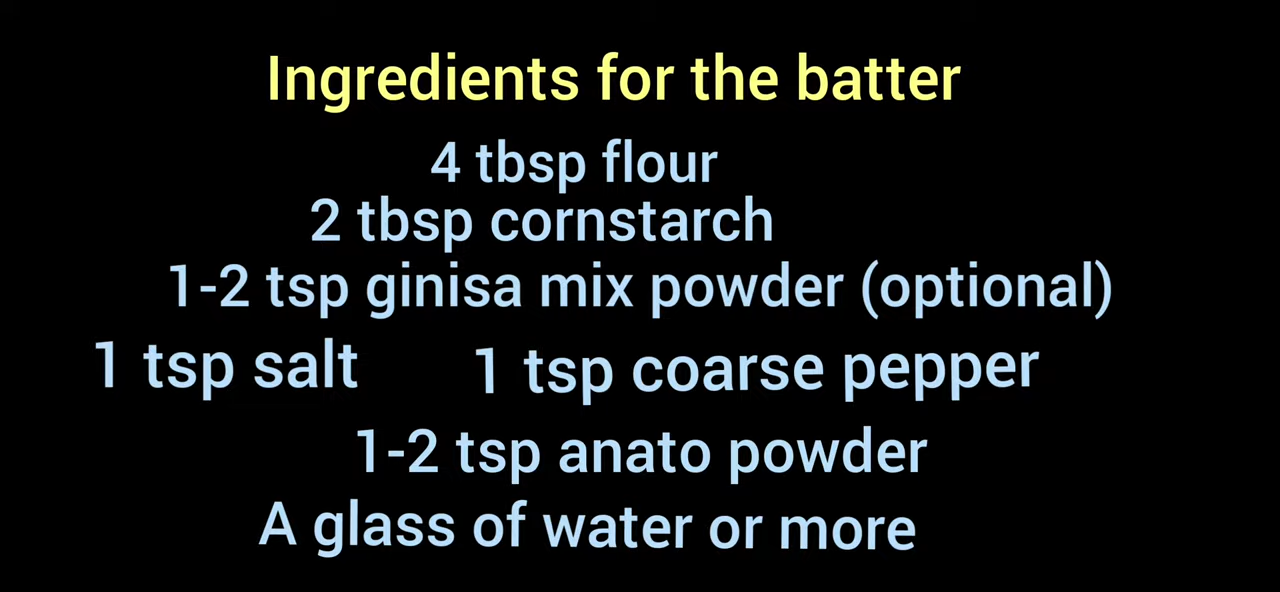 Ingredients for the batter
4 tbsp flour
2 tbsp cornstarch
1-2 tsp ginisa mix powder (optional)
1 tsp salt 1 tsp coarse pepper
1-2 tsp anato powder
A glass of water or more